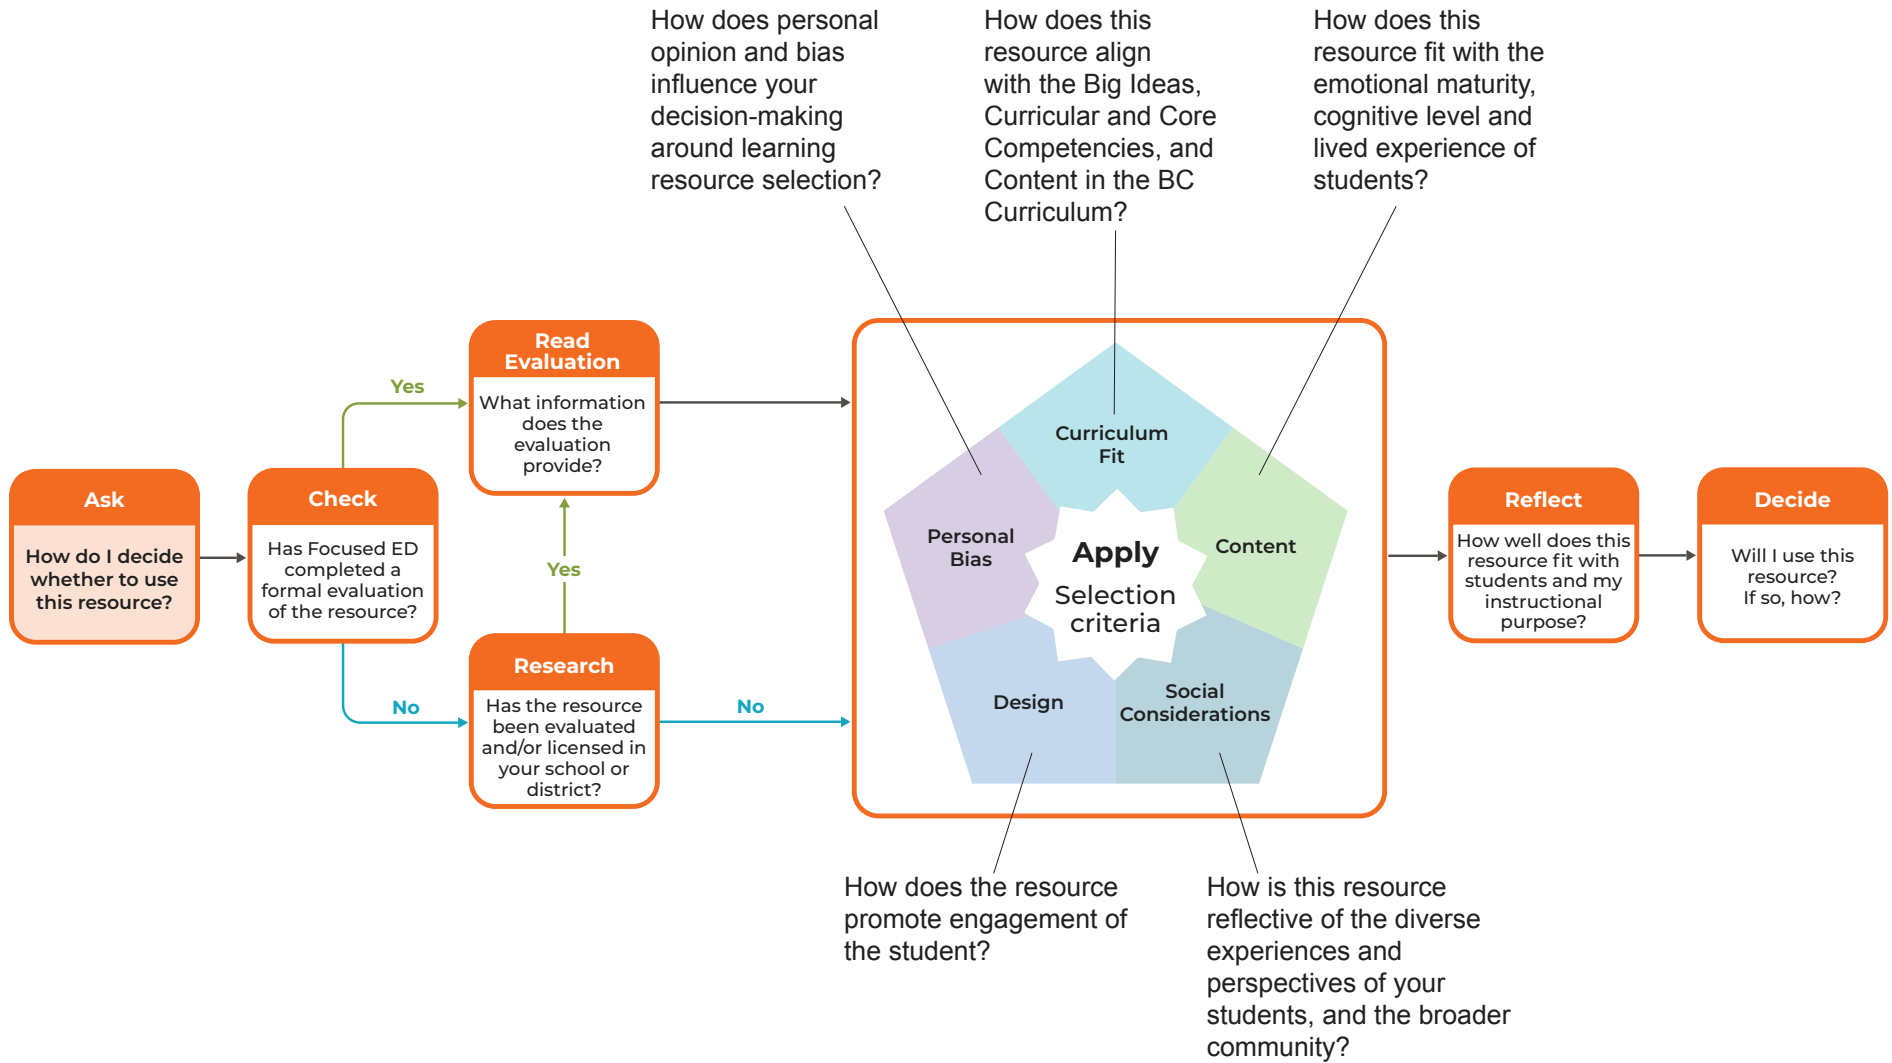 How does personal
opinion and bias
influence your
decision-making
around learning
resource selection?
How does this
resource align
with the Big Ideas,
Curricular and Core
Competencies, and
Content in the BC
Curriculum?
How does this
resource fit with the
emotional maturity,
cognitive level and
lived experience of
students?
Ask
How do I decide
whether to use
this resource?
Check
Has Focused ED
completed a
formal evaluation
of the resource?
Yes
No
Read
Evaluation
What information
does the
evaluation
provide?
Yes
Research
Has the resource
been evaluated
and/or licensed in
your school or
district?
No
Curriculum
Fit
Personal
Bias
Content
Apply
Selection
criteria
Design
Social
Considerations
Reflect
How well does this
resource fit with
students and my
instructional
purpose?
Decide
Will I use this
resource?
If so, how?
How does the resource
promote engagement of
the student?
How is this resource
reflective of the diverse
experiences and
perspectives of your
students, and the broader
community?